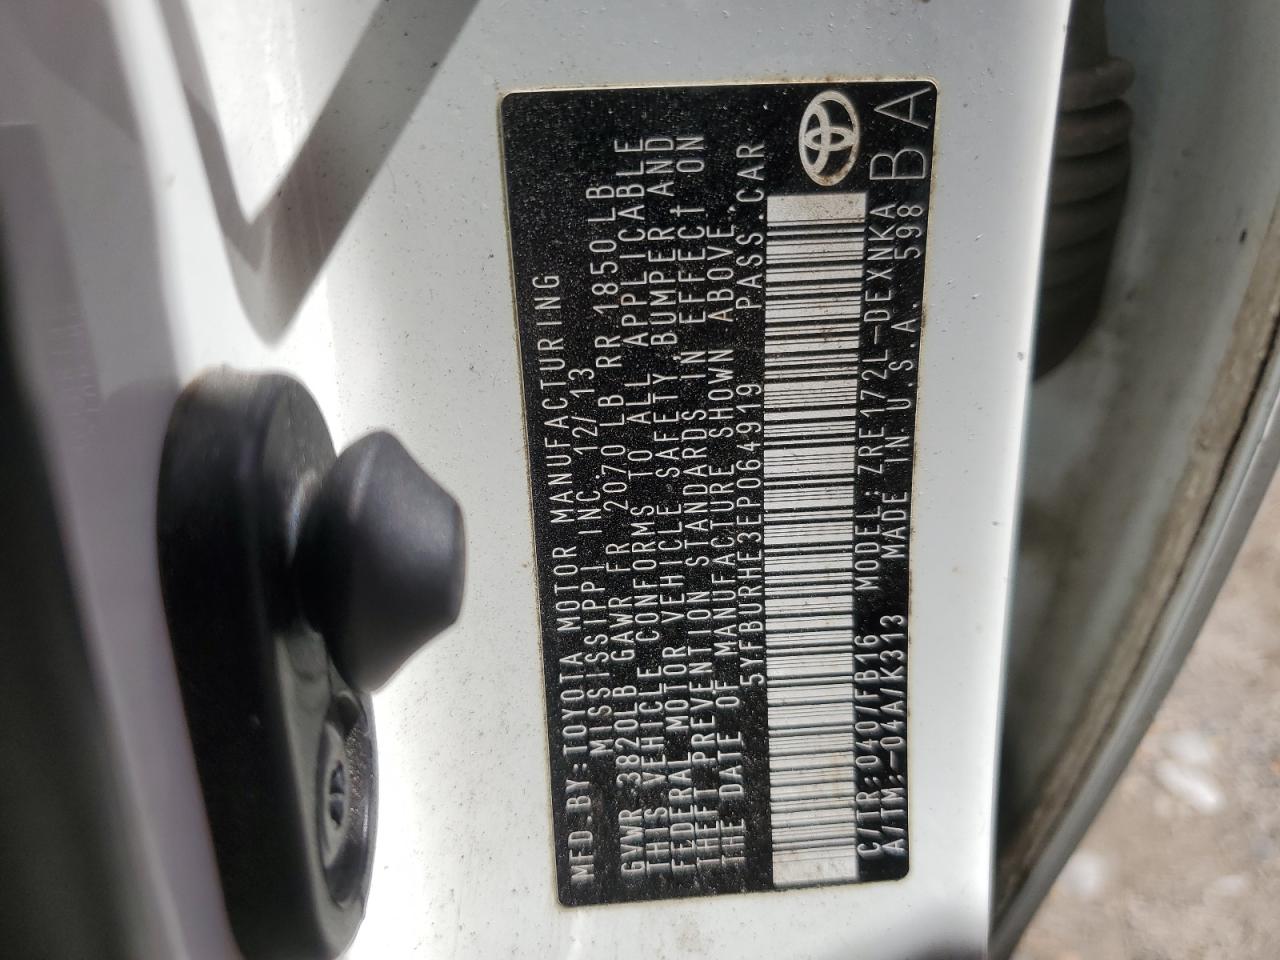 MFD.BY: TOYOTA MOTOR MANUFACTURING
MISSISSIPPI INC. 12/13
GVWR 3820LB GAWR FR 2070 LB RR 1850 LB
THIS VEHICLE CONFORMS TO ALL APPLICABLE
FEDERAL MOTOR VEHICLE SAFETY, BUMPER AND
THEFT PREVENTION STANDARDS IN EFFECT ON
THE DATE OF MANUFACTURE SHOWN ABOVE.
5YFBURHE3EP064919 PASS.CAR
C/TR: 040/FB16 MODEL: ZRE172L-DEXNKA BA
A/TM: -04A/K313 MADE IN U.S.A. 598